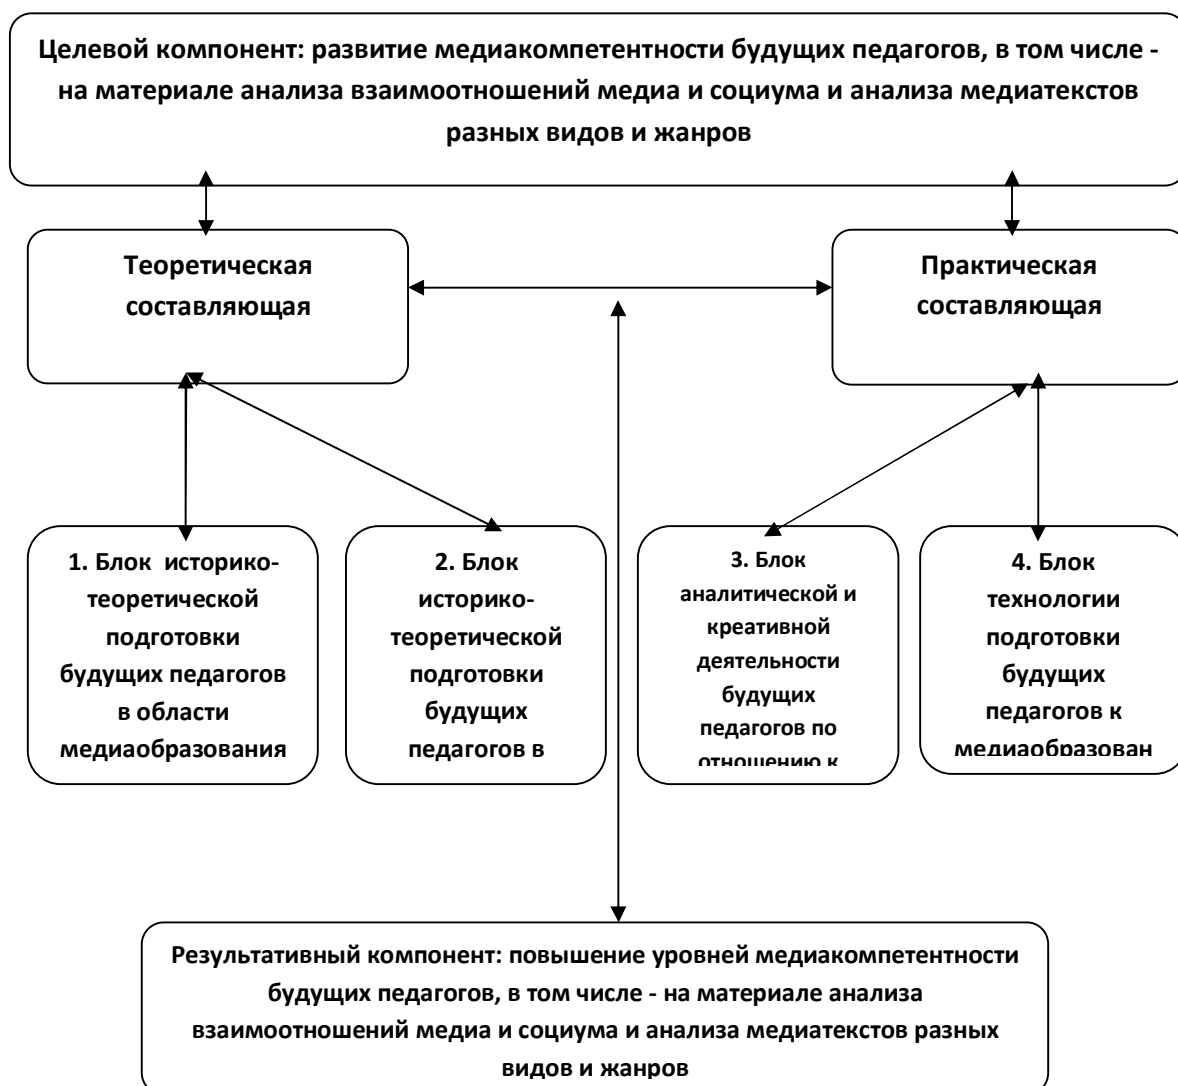 Целевой компонент: развитие медиакомпетентности будущих педагогов, в том числе -
на материале анализа взаимоотношений медиа и социума и анализа медиатекстов
разных видов и жанров
Теоретическая
составляющая
Практическая
составляющая
1. Блок историко-
теоретической
подготовки
будущих педагогов
в области
медиаобразования
2. Блок
историко-
теоретической
подготовки
будущих
педагогов в
3. Блок
аналитической и
креативной
деятельности
будущих
педагогов по
отношению к
4. Блок
технологии
подготовки
будущих
педагогов к
медиаобразован
Результативный компонент: повышение уровней медиакомпетентности
будущих педагогов, в том числе - на материале анализа
взаимоотношений медиа и социума и анализа медиатекстов разных
видов и жанров